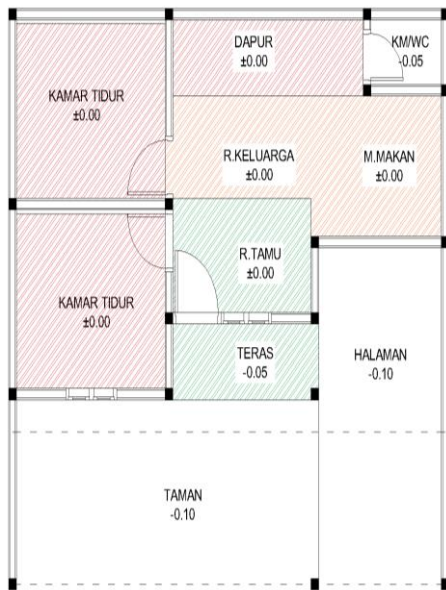 DAPUR
±0.00
KM/WC
-0.05
KAMAR TIDUR
±0.00
R.KELUARGA
±0.00
M.MAKAN
±0.00
R.TAMU
±0.00
KAMAR TIDUR
±0.00
TERAS
-0.05
HALAMAN
-0.10
TAMAN
-0.10